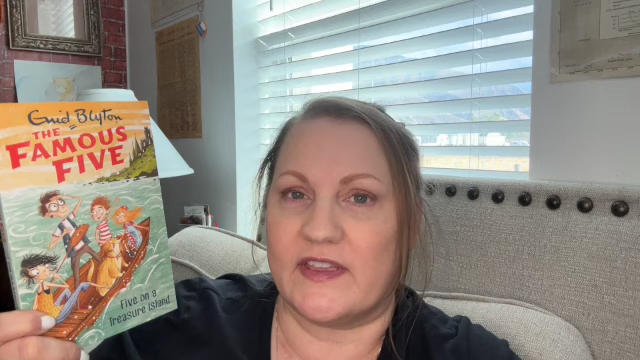 Enid Blyton
THE
FAMOUS
FIVE
Five on a
Treasure Island